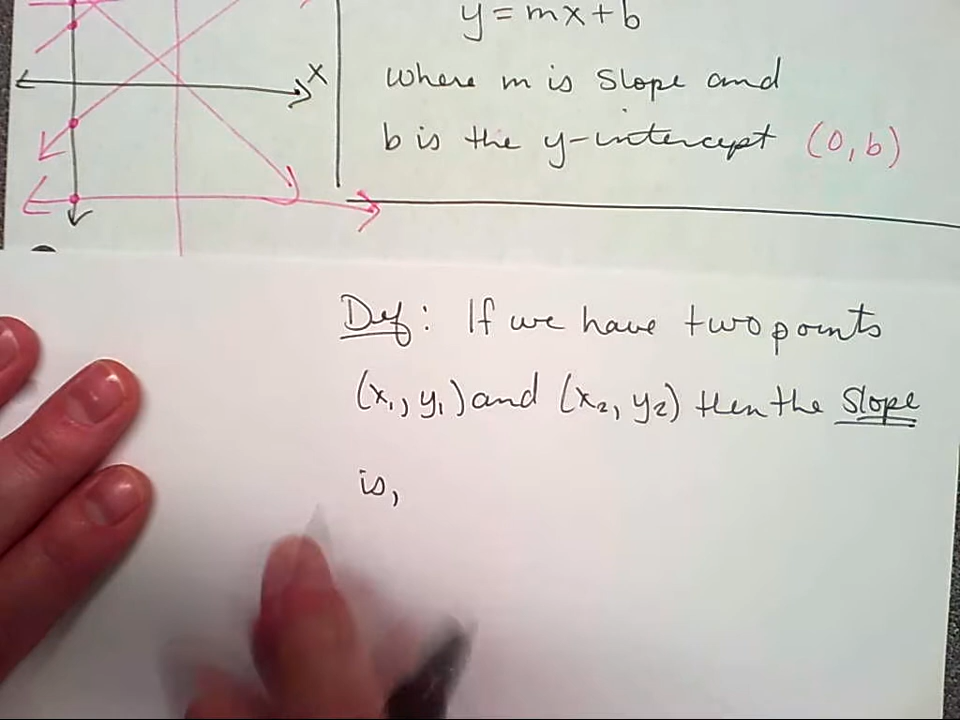 y = mx + b
where m is slope and
b is the y-intercept (0, b)
x
Def: If we have two points
(x₁, y₁) and (x₂, y₂) then the slope
is,